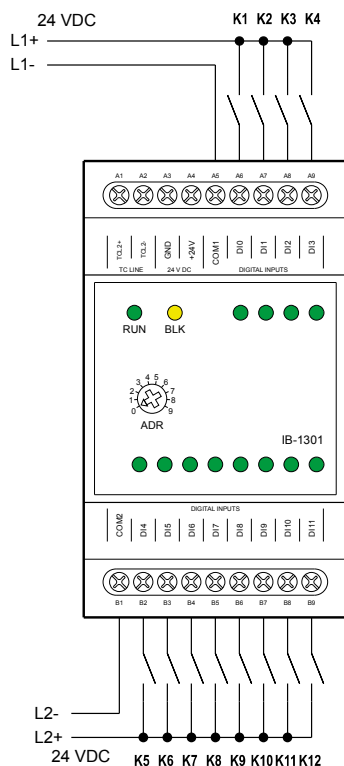 24 VDC K1 K2 K3 K4
L1+
L1-
A1 A2 A3 A4 A5 A6 A7 A8 A9
TCL2+ TCL2- GND +24V COM1 DI0 DI1 DI2 DI3
TC LINE 24 V DC DIGITAL INPUTS
RUN BLK
0 1 2 3 4 5 6 7 8 9
ADR
IB-1301
DIGITAL INPUTS
COM2 DI4 DI5 DI6 DI7 DI8 DI9 DI10 DI11
B1 B2 B3 B4 B5 B6 B7 B8 B9
L2-
L2+
24 VDC K5 K6 K7 K8 K9 K10 K11 K12